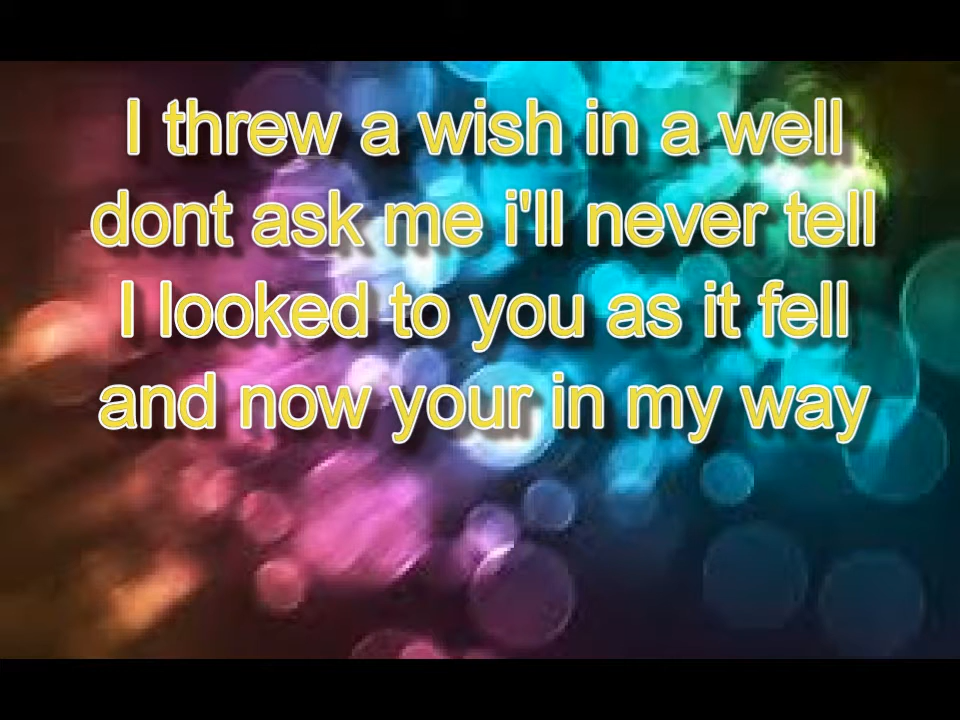 I threw a wish in a well
dont ask me i'll never tell
I looked to you as it fell
and now your in my way